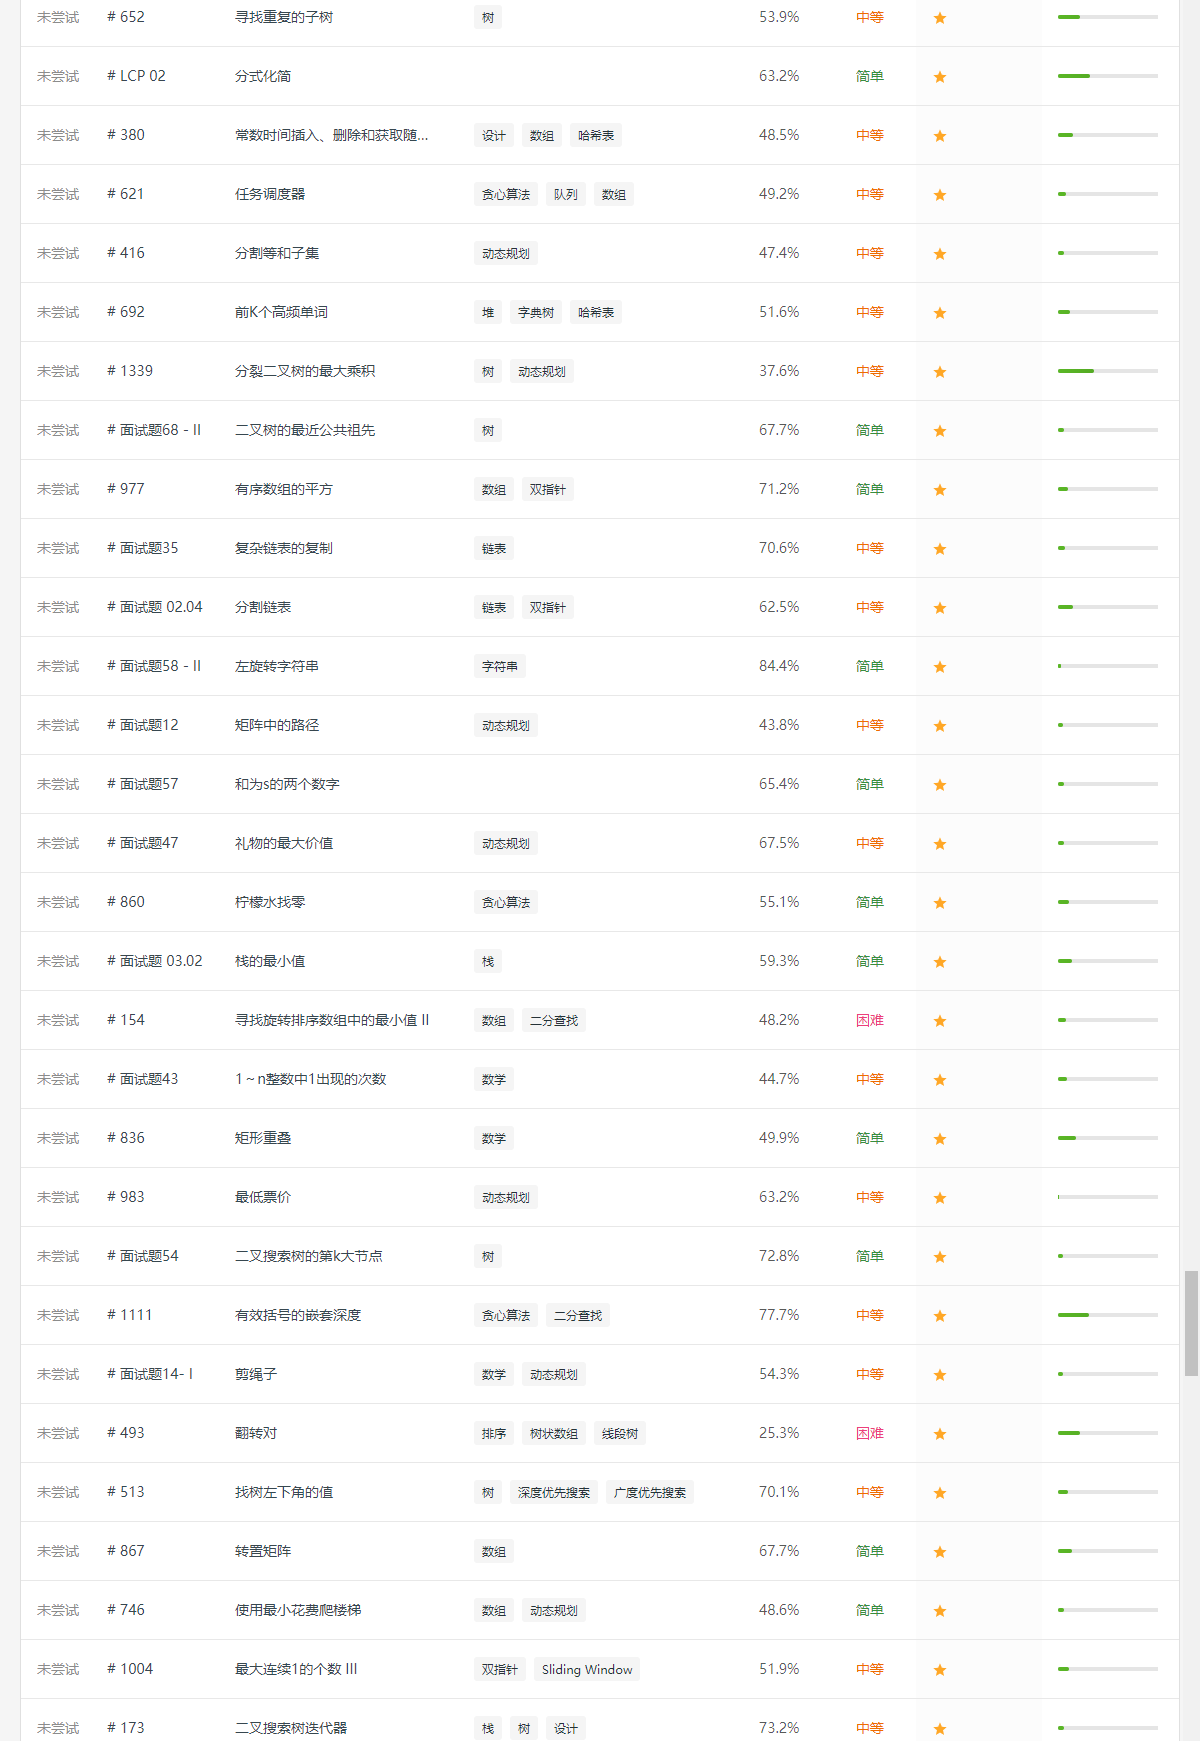 未尝试 # 652 寻找重复的子树 树 53.9% 中等
未尝试 # LCP 02 分式化简 63.2% 简单
未尝试 # 380 常数时间插入、删除和获取随... 设计 数组 哈希表 48.5% 中等
未尝试 # 621 任务调度器 贪心算法 队列 数组 49.2% 中等
未尝试 # 416 分割等和子集 动态规划 47.4% 中等
未尝试 # 692 前K个高频单词 堆 字典树 哈希表 51.6% 中等
未尝试 # 1339 分裂二叉树的最大乘积 树 动态规划 37.6% 中等
未尝试 # 面试题68 - II 二叉树的最近公共祖先 树 67.7% 简单
未尝试 # 977 有序数组的平方 数组 双指针 71.2% 简单
未尝试 # 面试题35 复杂链表的复制 链表 70.6% 中等
未尝试 # 面试题 02.04 分割链表 链表 双指针 62.5% 中等
未尝试 # 面试题58 - II 左旋转字符串 字符串 84.4% 简单
未尝试 # 面试题12 矩阵中的路径 动态规划 43.8% 中等
未尝试 # 面试题57 和为s的两个数字 65.4% 简单
未尝试 # 面试题47 礼物的最大价值 动态规划 67.5% 中等
未尝试 # 860 柠檬水找零 贪心算法 55.1% 简单
未尝试 # 面试题 03.02 栈的最小值 栈 59.3% 简单
未尝试 # 154 寻找旋转排序数组中的最小值 II 数组 二分查找 48.2% 困难
未尝试 # 面试题43 1～n整数中1出现的次数 数学 44.7% 中等
未尝试 # 836 矩形重叠 数学 49.9% 简单
未尝试 # 983 最低票价 动态规划 63.2% 中等
未尝试 # 面试题54 二叉搜索树的第k大节点 树 72.8% 简单
未尝试 # 1111 有效括号的嵌套深度 贪心算法 二分查找 77.7% 中等
未尝试 # 面试题14- I 剪绳子 数学 动态规划 54.3% 中等
未尝试 # 493 翻转对 排序 树状数组 线段树 25.3% 困难
未尝试 # 513 找树左下角的值 树 深度优先搜索 广度优先搜索 70.1% 中等
未尝试 # 867 转置矩阵 数组 67.7% 简单
未尝试 # 746 使用最小花费爬楼梯 数组 动态规划 48.6% 简单
未尝试 # 1004 最大连续1的个数 III 双指针 Sliding Window 51.9% 中等
未尝试 # 173 二叉搜索树迭代器 栈 树 设计 73.2% 中等